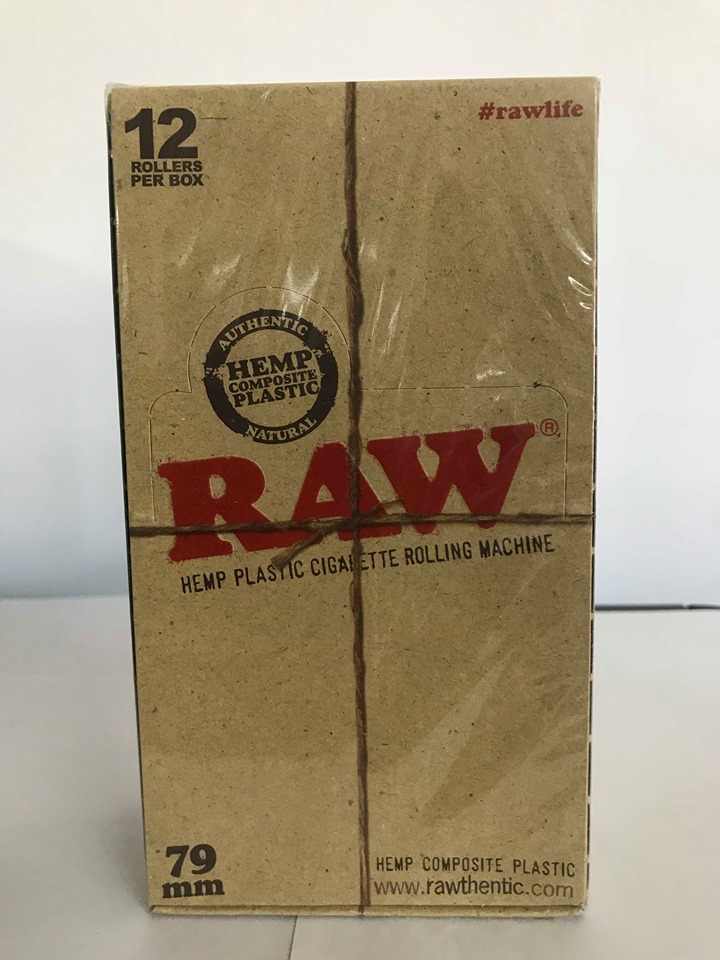 12
ROLLERS
PER BOX
#rawlife
AUTHENTIC
HEMP
COMPOSITE
PLASTIC
NATURAL
RAW®
HEMP PLASTIC CIGARETTE ROLLING MACHINE
79
mm
HEMP COMPOSITE PLASTIC
www.rawthentic.com